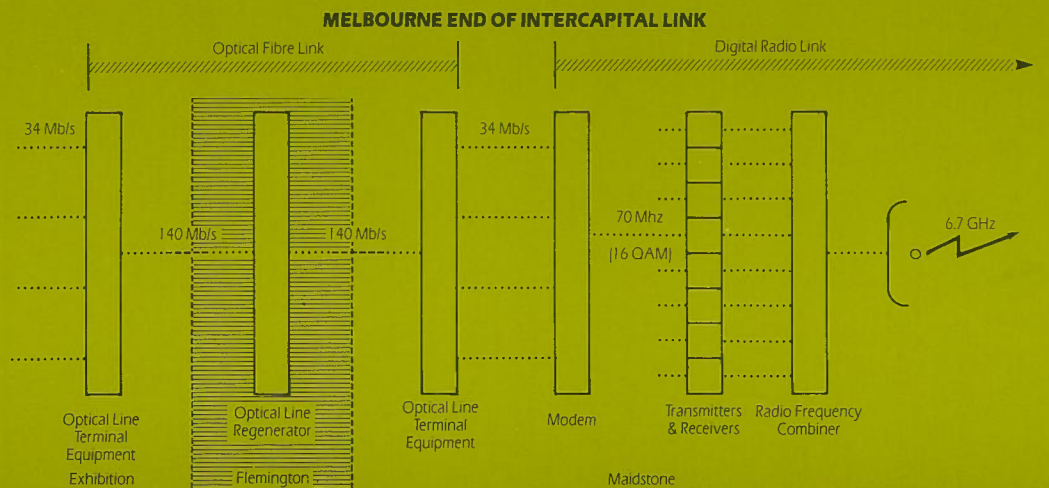 MELBOURNE END OF INTERCAPITAL LINK
Optical Fibre Link
Digital Radio Link
34 Mb/s
34 Mb/s
140 Mb/s
140 Mb/s
70 Mhz
(16 QAM)
6.7 GHz
Optical Line
Terminal
Equipment
Optical Line
Regenerator
Optical Line
Terminal
Equipment
Modem
Transmitters
& Receivers
Radio Frequency
Combiner
Exhibition
Flemington
Maidstone